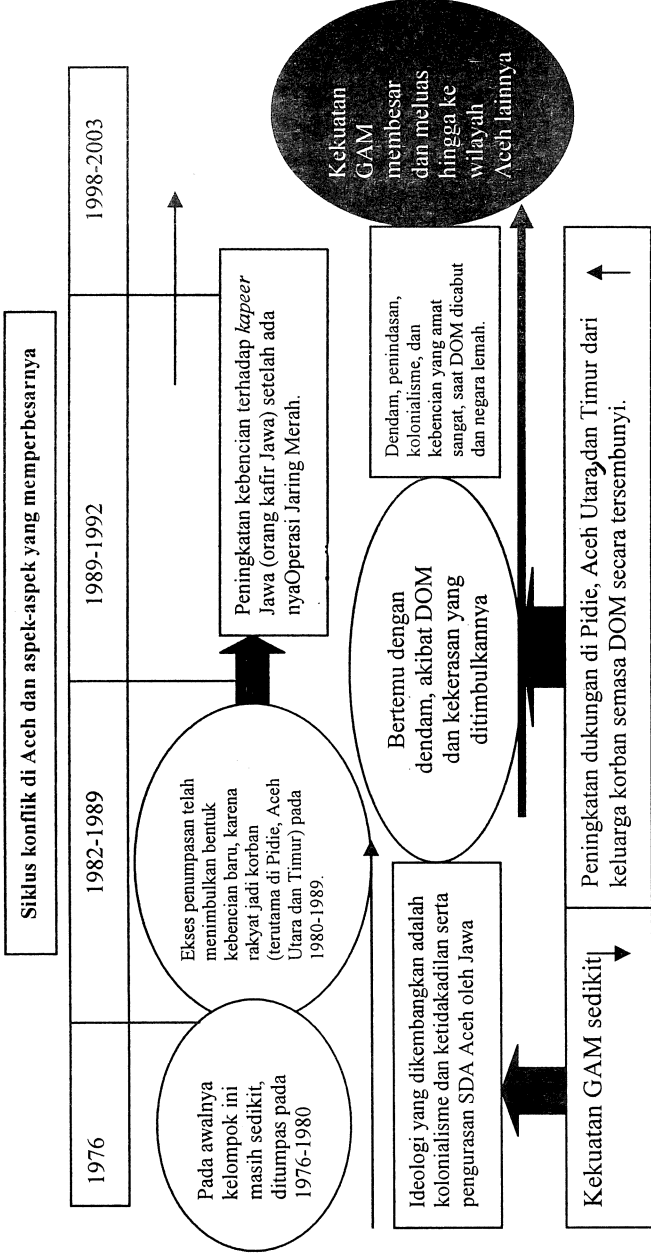 Siklus konflik di Aceh dan aspek-aspek yang memperbesarnya
1976
1982-1989
1989-1992
1998-2003
Pada awalnya
kelompok ini
masih sedikit,
ditumpas pada
1976-1980
Ekses penumpasan telah
menimbulkan bentuk
kebencian baru, karena
rakyat jadi korban
(terutama di Pidie, Aceh
Utara dan Timur) pada
1980-1989.
Peningkatan kebencian terhadap kapeer
Jawa (orang kafir Jawa) setelah ada
nyaOperasi Jaring Merah.
Ideologi yang dikembangkan adalah
kolonialisme dan ketidakadilan serta
pengurasan SDA Aceh oleh Jawa
Bertemu dengan
dendam, akibat DOM
dan kekerasan yang
ditimbulkannya
Dendam, penindasan,
kolonialisme, dan
kebencian yang amat
sangat, saat DOM dicabut
dan negara lemah.
Kekuatan
GAM
membesar
dan meluas
hingga ke
wilayah
Aceh lainnya
Kekuatan GAM sedikit
Peningkatan dukungan di Pidie, Aceh Utara,dan Timur dari
keluarga korban semasa DOM secara tersembunyi.